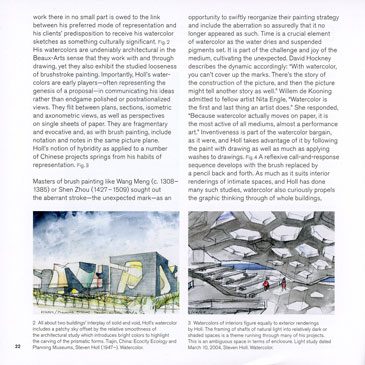 work there in no small part is owed to the link
between his preferred mode of representation and
his clients' predisposition to receive his watercolor
sketches as something culturally significant. Fig 2
His watercolors are undeniably architectural in the
Beaux-Arts sense that they work with and through
drawing, yet they also exhibit the studied looseness
of brushstroke painting. Importantly, Holl's water-
colors are early players—often representing the
genesis of a proposal—in communicating his ideas
rather than endgame polished or postrationalized
views. They flit between plans, sections, isometric
and axonometric views, as well as perspectives
on single sheets of paper. They are fragmentary
and evocative and, as with brush painting, include
notation and notes in the same picture plane.
Holl's notion of hybridity as applied to a number
of Chinese projects springs from his habits of
representation. Fig 3
Masters of brush painting like Wang Meng (c. 1308–
1385) or Shen Zhou (1427–1509) sought out
the aberrant stroke—the unexpected mark—as an
opportunity to swiftly reorganize their painting strategy
and include the aberration so assuredly that it no
longer appeared as such. Time is a crucial element
of watercolor as the water dries and suspended
pigments set. It is part of the challenge and joy of the
medium, cultivating the unexpected. David Hockney
describes the dynamic accordingly: "With watercolor,
you can't cover up the marks. There's the story of
the construction of the picture, and then the picture
might tell another story as well." Willem de Kooning
admitted to fellow artist Nita Engle, "Watercolor is
the first and last thing an artist does." She responded,
"Because watercolor actually moves on paper, it is
the most active of all mediums, almost a performance
art." Inventiveness is part of the watercolor bargain,
as it were, and Holl takes advantage of it by following
the paint with drawing as well as much as applying
washes to drawings. Fig 4 A reflexive call-and-response
sequence develops with the brush replaced by
a pencil back and forth. As much as it suits interior
renderings of intimate spaces, and Holl has done
many such studies, watercolor also curiously propels
the graphic thinking through of whole buildings,
2 All about two buildings' interplay of solid and void, Holl's watercolor
includes a patchy sky offset by the relative smoothness of
the architectural study which introduces bright colors to highlight
the carving of the prismatic forms. Tiajin, China: Ecocity Ecology and
Planning Museums, Steven Holl (1947–). Watercolor.
3 Watercolors of interiors figure equally to exterior renderings
by Holl. The framing of shafts of natural light into relatively dark or
shaded spaces is a theme running through many of his projects.
This is an ambiguous space in terms of enclosure. Light study dated
March 10, 2004, Steven Holl. Watercolor.
22